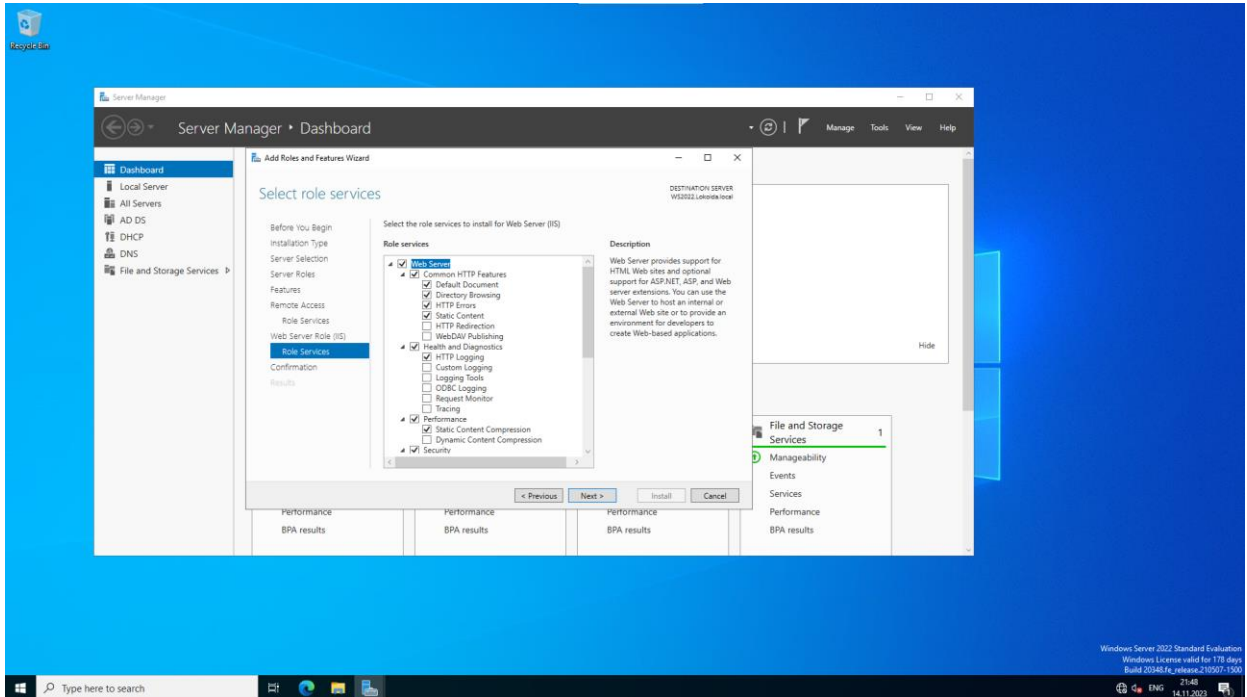 Recycle Bin
Server Manager
Server Manager ‣ Dashboard
Manage Tools View Help
Dashboard
Local Server
All Servers
AD DS
DHCP
DNS
File and Storage Services
Add Roles and Features Wizard
Select role services
DESTINATION SERVER
WS2022.Lokoida.local
Before You Begin
Installation Type
Server Selection
Server Roles
Features
Remote Access
Role Services
Web Server Role (IIS)
Role Services
Confirmation
Results
Select the role services to install for Web Server (IIS)
Role services
Web Server
Common HTTP Features
Default Document
Directory Browsing
HTTP Errors
Static Content
HTTP Redirection
WebDAV Publishing
Health and Diagnostics
HTTP Logging
Custom Logging
Logging Tools
ODBC Logging
Request Monitor
Tracing
Performance
Static Content Compression
Dynamic Content Compression
Security
Description
Web Server provides support for
HTML Web sites and optional
support for ASP.NET, ASP, and Web
server extensions. You can use the
Web Server to host an internal or
external Web site or to provide an
environment for developers to
create Web-based applications.
< Previous Next > Install Cancel
Hide
File and Storage
Services 1
Manageability
Events
Services
Performance
BPA results
Performance
BPA results
Performance
BPA results
Performance
BPA results
Windows Server 2022 Standard Evaluation
Windows License valid for 178 days
Build 20348.fe_release.210507-1500
Type here to search
ENG
21:48
14.11.2023